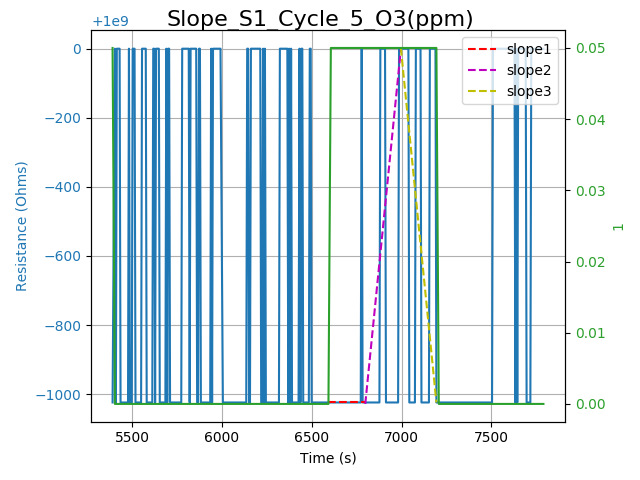 Slope_S1_Cycle_5_O3(ppm)
+1e9
0
−200
−400
−600
−800
−1000
Resistance (Ohms)
slope1
slope2
slope3
0.05
0.04
0.03
0.02
0.01
0.00
1
5500 6000 6500 7000 7500
Time (s)